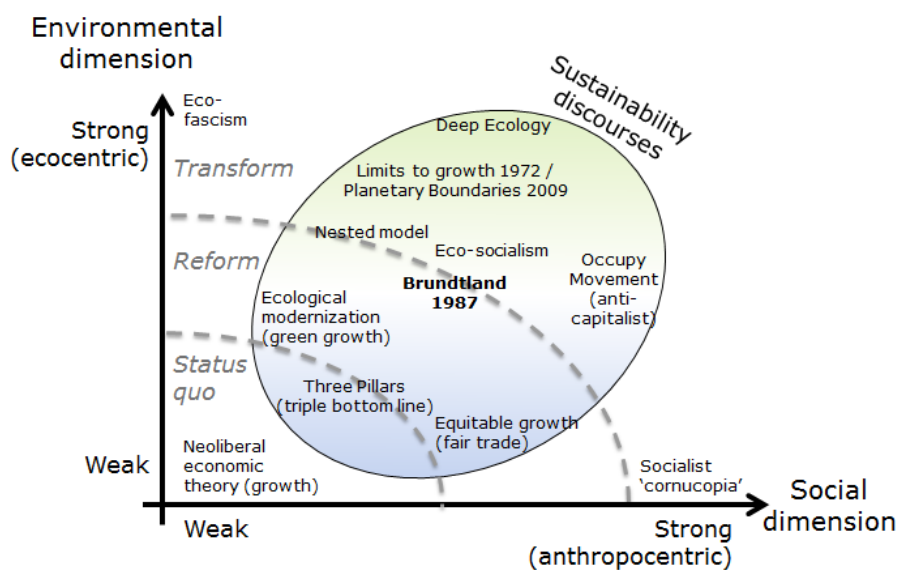 Environmental
dimension
Sustainability
discourses
Eco-
fascism
Strong
(ecocentric)
Deep Ecology
Transform
Limits to growth 1972 /
Planetary Boundaries 2009
Nested model
Reform
Eco-socialism
Occupy
Movement
(anti-
capitalist)
Brundtland
1987
Ecological
modernization
(green growth)
Status
quo
Three Pillars
(triple bottom line)
Equitable growth
(fair trade)
Weak
Neoliberal
economic
theory (growth)
Socialist
‘cornucopia’
Social
dimension
Weak
Strong
(anthropocentric)